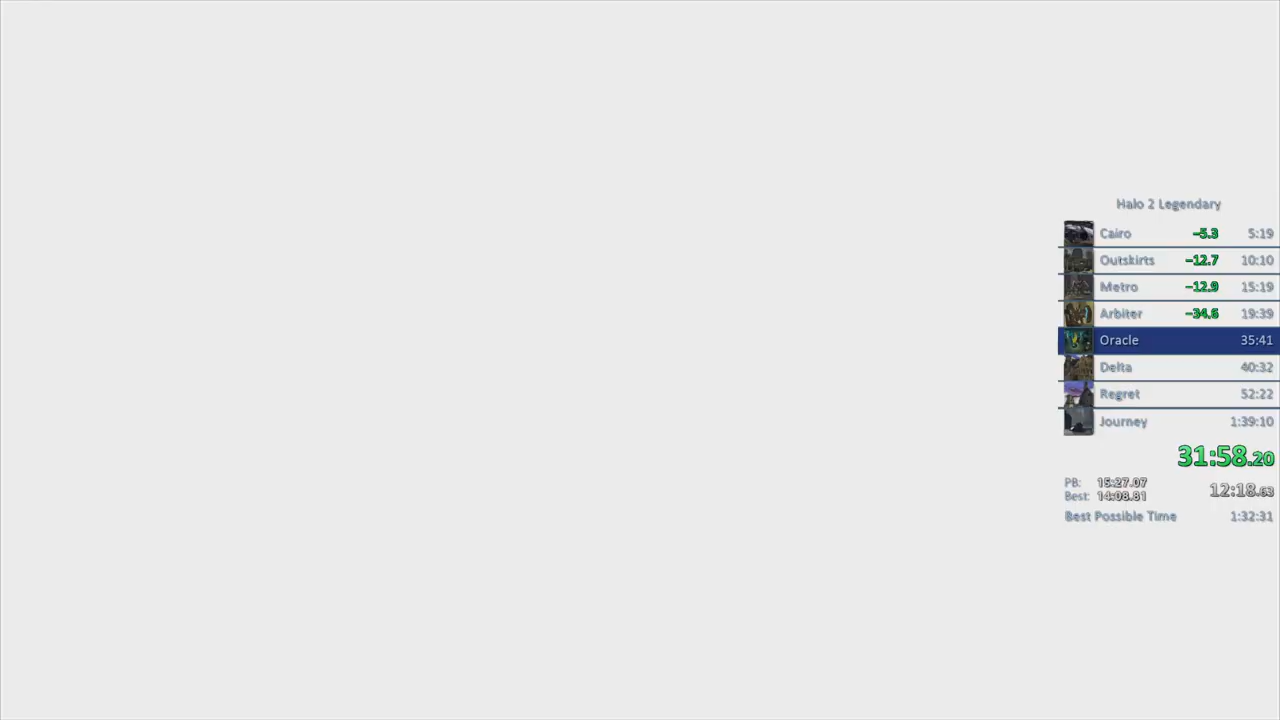 Halo 2 Legendary
Cairo −5.3 5:19
Outskirts −12.7 10:10
Metro −12.9 15:19
Arbiter −34.6 19:39
Oracle 35:41
Delta 40:32
Regret 52:22
Journey 1:39:10
31:58.20
PB: 15:27.07
Best: 14:08.81
12:18.63
Best Possible Time 1:32:31